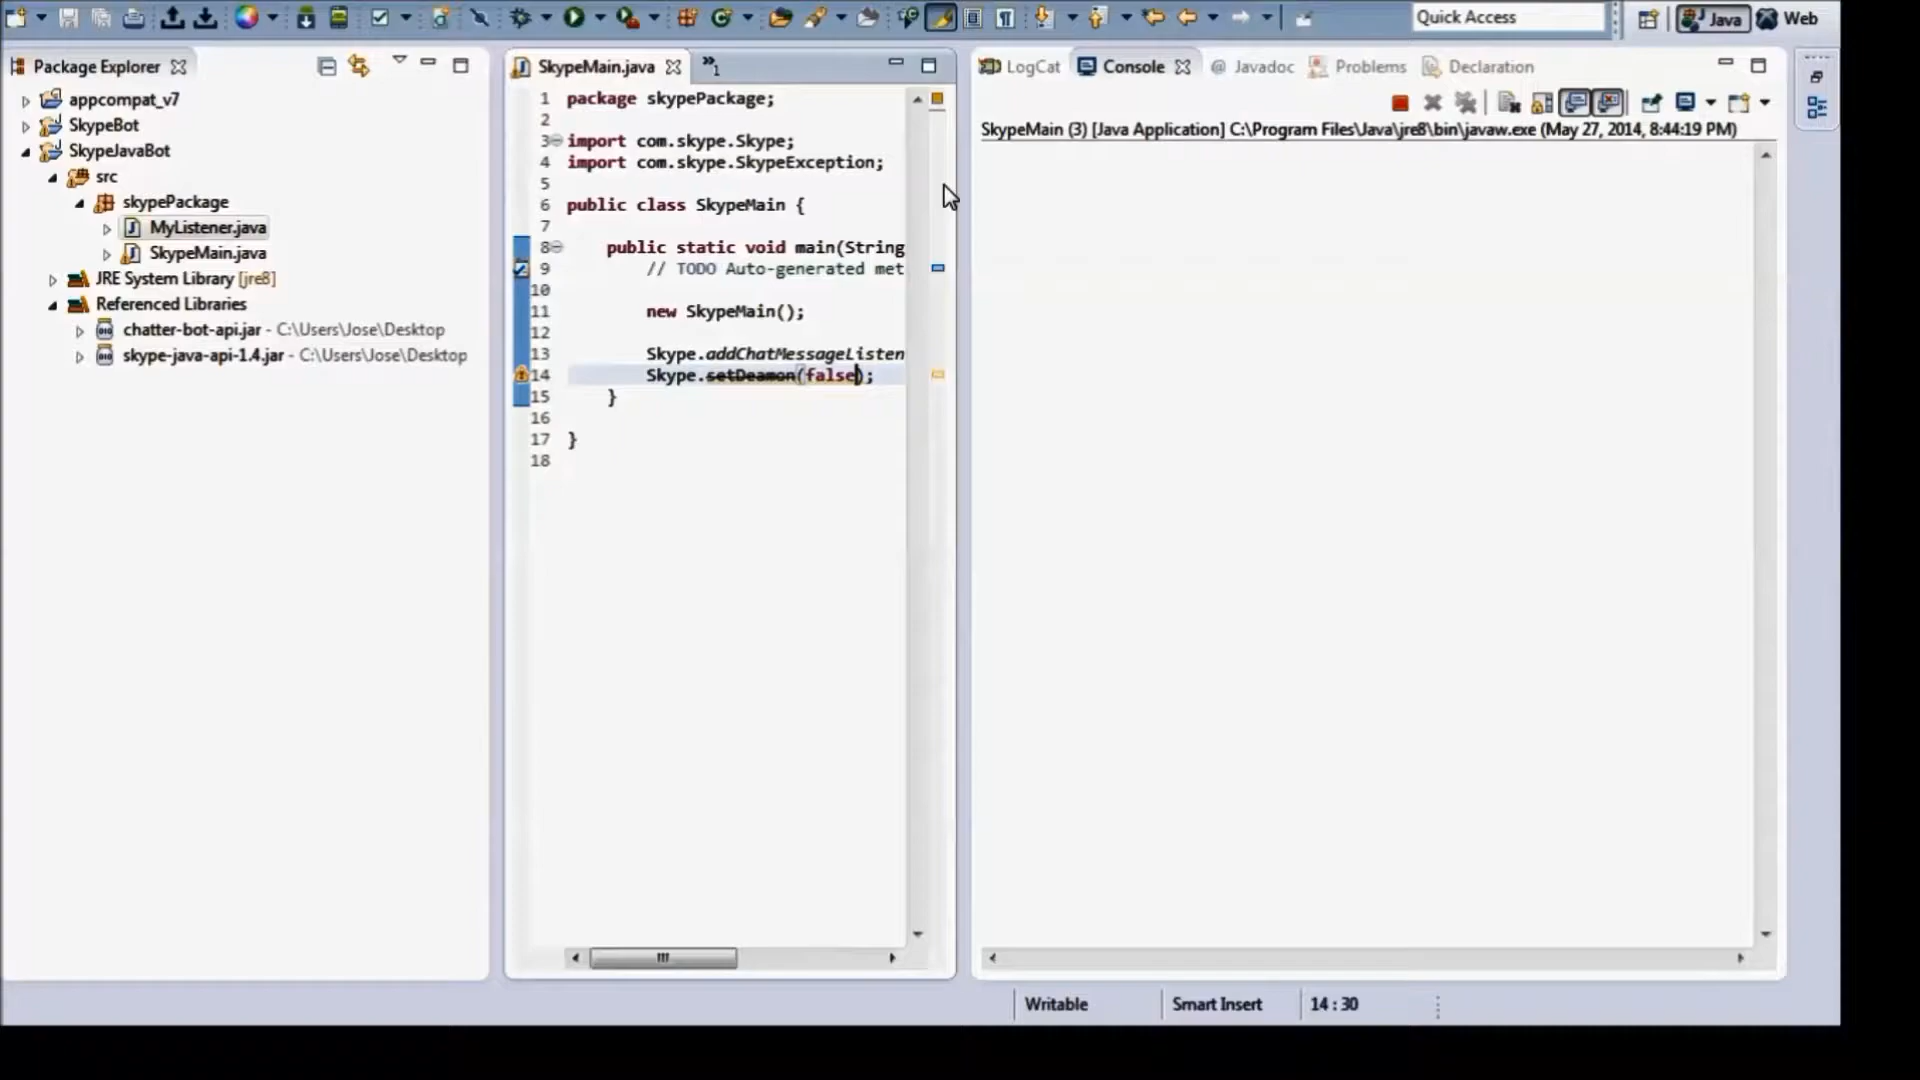 Quick Access
Java
Web
Package Explorer
appcompat_v7
SkypeBot
SkypeJavaBot
src
skypePackage
MyListener.java
SkypeMain.java
JRE System Library [jre8]
Referenced Libraries
chatter-bot-api.jar - C:\Users\Jose\Desktop
skype-java-api-1.4.jar - C:\Users\Jose\Desktop
SkypeMain.java
»1
1 package skypePackage;
2
3 import com.skype.Skype;
4 import com.skype.SkypeException;
5
6 public class SkypeMain {
7
8 public static void main(String
9 // TODO Auto-generated met
10
11 new SkypeMain();
12
13 Skype.addChatMessageListen
14 Skype.setDeamon(false);
15 }
16
17 }
18
LogCat
Console
@ Javadoc
Problems
Declaration
SkypeMain (3) [Java Application] C:\Program Files\Java\jre8\bin\javaw.exe (May 27, 2014, 8:44:19 PM)
Writable
Smart Insert
14 : 30